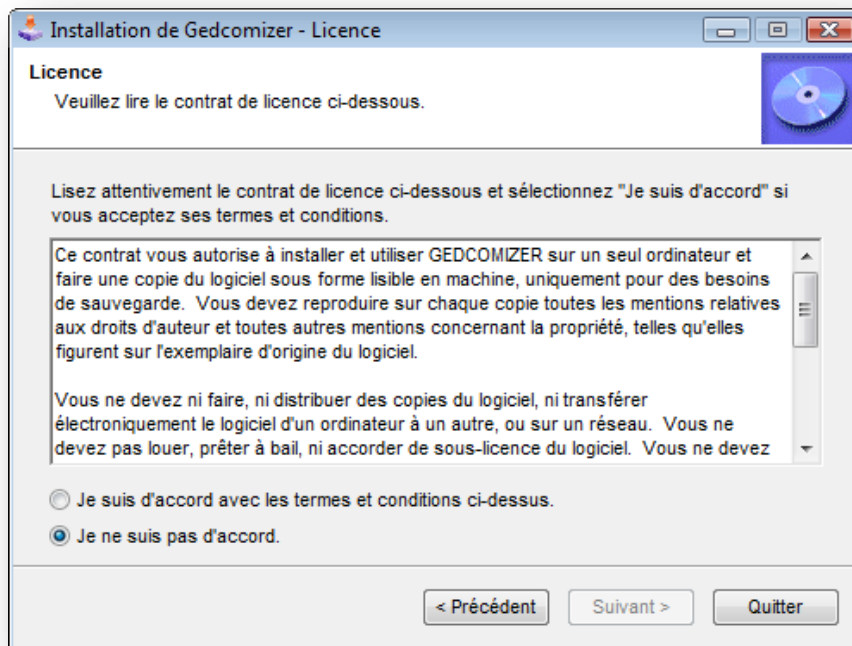 Installation de Gedcomizer - Licence
Licence
Veuillez lire le contrat de licence ci-dessous.
Lisez attentivement le contrat de licence ci-dessous et sélectionnez "Je suis d'accord" si
vous acceptez ses termes et conditions.
Ce contrat vous autorise à installer et utiliser GEDCOMIZER sur un seul ordinateur et
faire une copie du logiciel sous forme lisible en machine, uniquement pour des besoins
de sauvegarde.  Vous devez reproduire sur chaque copie toutes les mentions relatives
aux droits d'auteur et toutes autres mentions concernant la propriété, telles qu'elles
figurent sur l'exemplaire d'origine du logiciel.
Vous ne devez ni faire, ni distribuer des copies du logiciel, ni transférer
électroniquement le logiciel d'un ordinateur à un autre, ou sur un réseau.  Vous ne
devez pas louer, prêter à bail, ni accorder de sous-licence du logiciel.  Vous ne devez
Je suis d'accord avec les termes et conditions ci-dessus.
Je ne suis pas d'accord.
< Précédent Suivant > Quitter